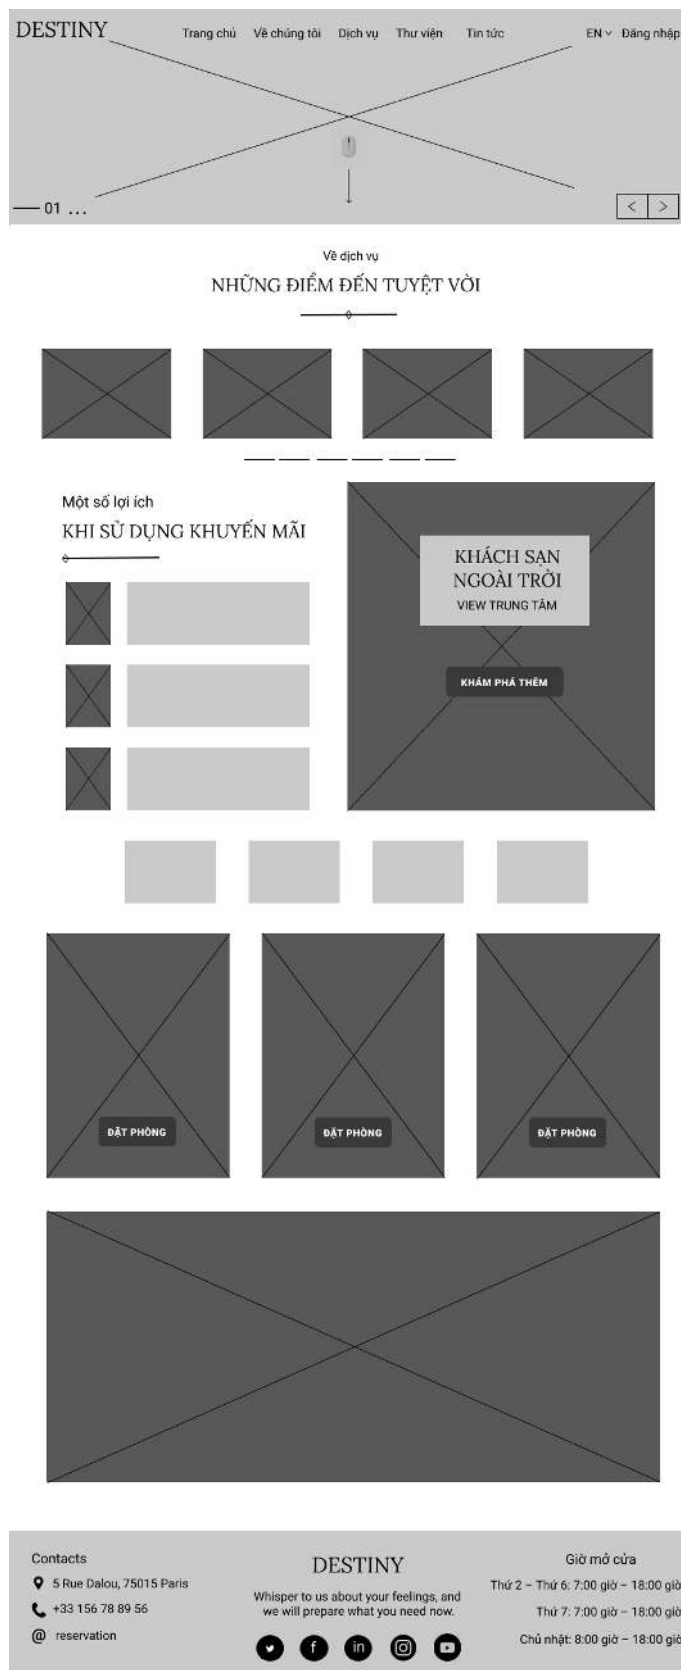 DESTINY
Trang chủ Về chúng tôi Dịch vụ Thư viện Tin tức EN Đăng nhập
01 ...
Về dịch vụ
NHỮNG ĐIỂM ĐẾN TUYỆT VỜI
Một số lợi ích
KHI SỬ DỤNG KHUYẾN MÃI
KHÁCH SẠN
NGOÀI TRỜI
VIEW TRUNG TÂM
KHÁM PHÁ THÊM
ĐẶT PHÒNG
ĐẶT PHÒNG
ĐẶT PHÒNG
Contacts
5 Rue Dalou, 75015 Paris
+33 156 78 89 56
@ reservation
DESTINY
Whisper to us about your feelings, and
we will prepare what you need now.
Giờ mở cửa
Thứ 2 – Thứ 6: 7:00 giờ – 18:00 giờ
Thứ 7: 7:00 giờ – 18:00 giờ
Chủ nhật: 8:00 giờ – 18:00 giờ